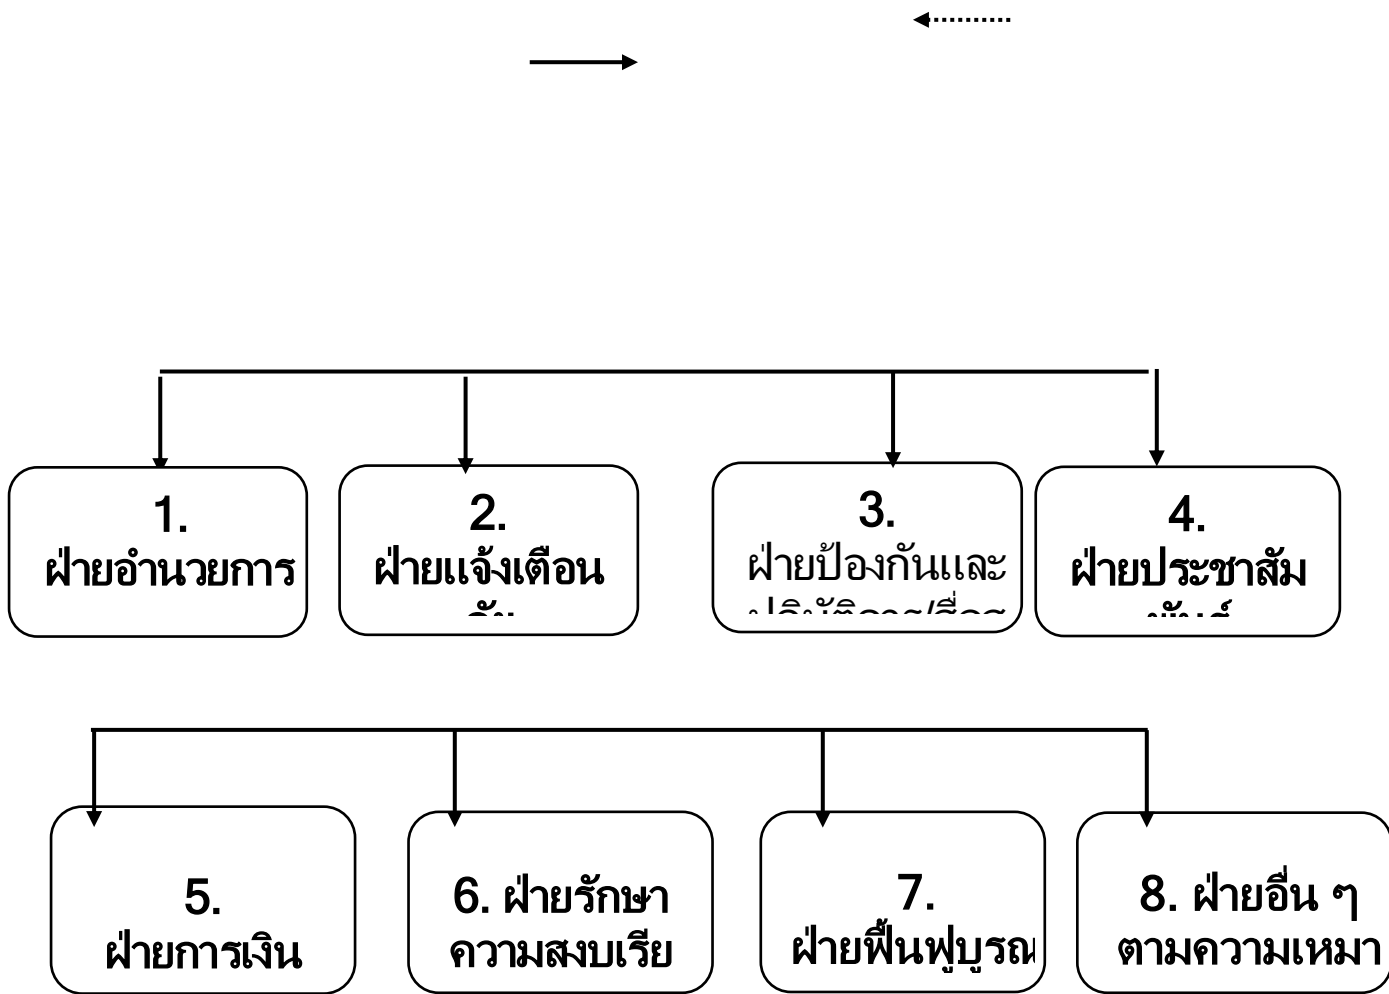 1.
ฝ่ายอำนวยการ
2.
ฝ่ายแจ้งเตือน
3.
ฝ่ายป้องกันและ
4.
ฝ่ายประชาสัม
พันธ์
5.
ฝ่ายการเงิน
6. ฝ่ายรักษา
ความสงบเรีย
7.
ฝ่ายฟื้นฟูบูรณ
8. ฝ่ายอื่น ๆ
ตามความเหมา